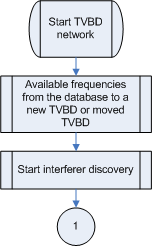 Start TVBD
network
Available frequencies
from the database to a
new TVBD or moved
TVBD
Start interferer discovery
1